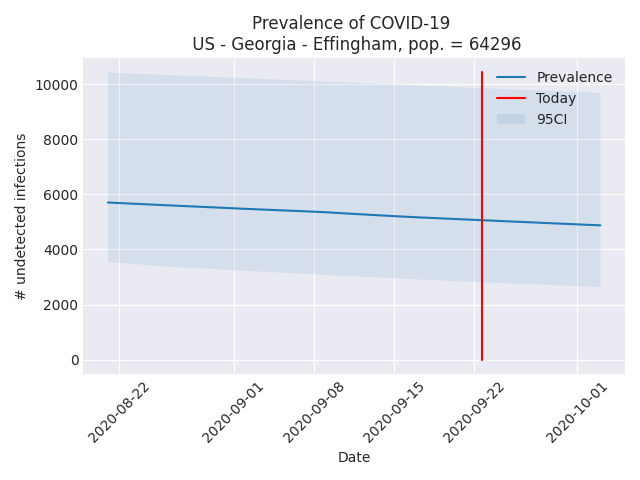 Prevalence of COVID-19
US - Georgia - Effingham, pop. = 64296
# undetected infections
10000
8000
6000
4000
2000
0
Prevalence
Today
95CI
2020-08-22
2020-09-01
2020-09-08
2020-09-15
2020-09-22
2020-10-01
Date